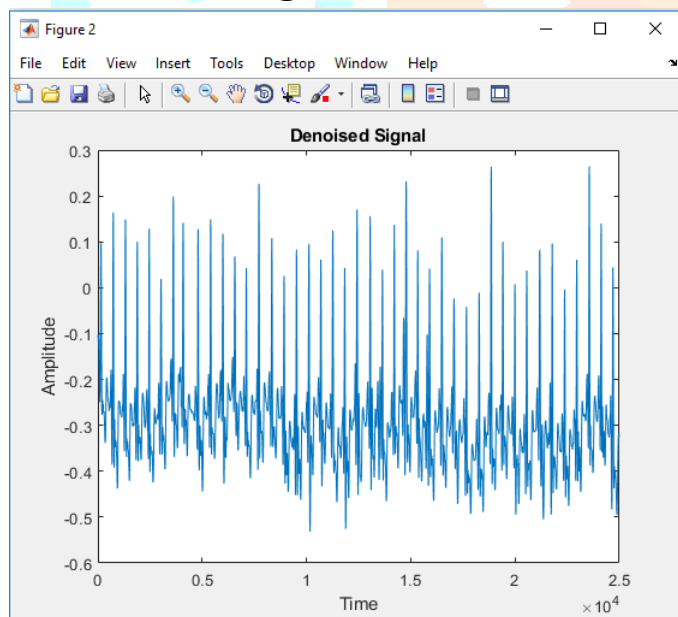 Figure 2
File Edit View Insert Tools Desktop Window Help
Denoised Signal
0.3
0.2
0.1
0
-0.1
-0.2
-0.3
-0.4
-0.5
-0.6
Amplitude
0 0.5 1 1.5 2 2.5
Time
×10^4